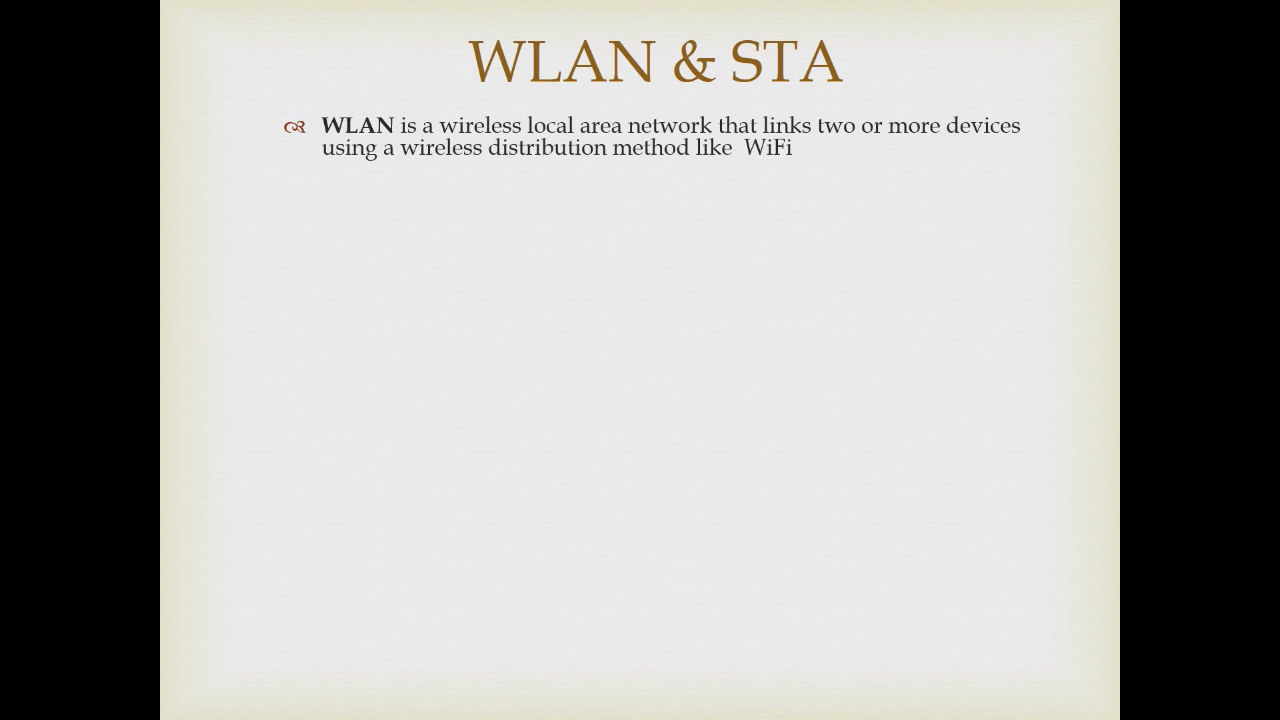 WLAN & STA
WLAN is a wireless local area network that links two or more devices
using a wireless distribution method like  WiFi